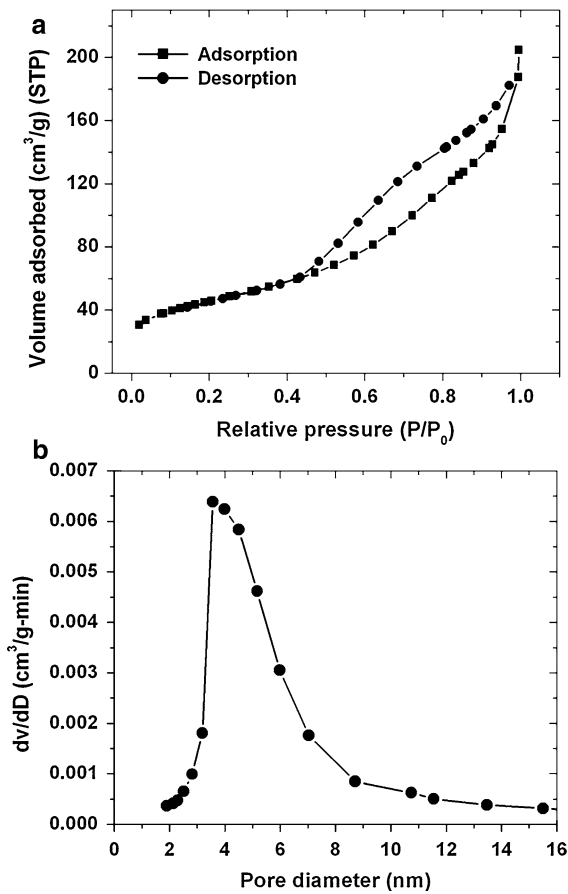 a
Volume adsorbed (cm³/g) (STP)
200
160
120
80
40
0
Adsorption
Desorption
0.0 0.2 0.4 0.6 0.8 1.0
Relative pressure (P/P₀)
b
dv/dD (cm³/g-min)
0.007
0.006
0.005
0.004
0.003
0.002
0.001
0.000
0 2 4 6 8 10 12 14 16
Pore diameter (nm)